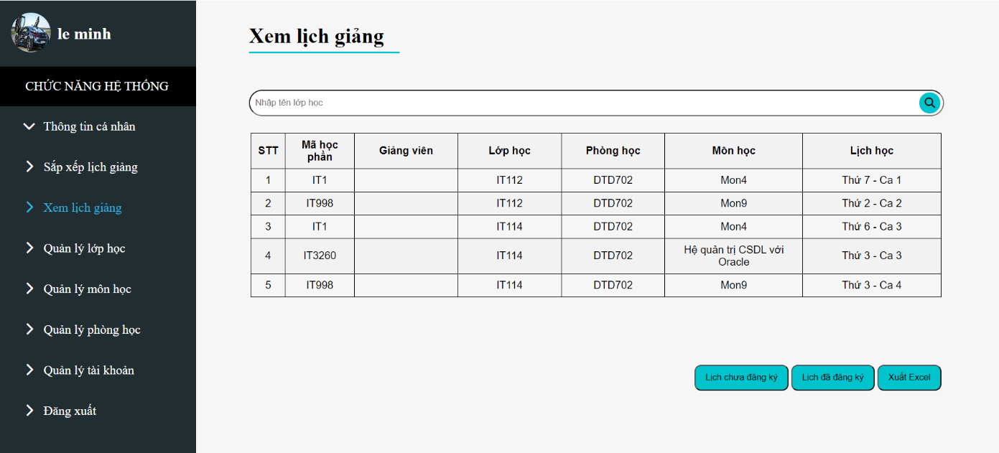 le minh
CHỨC NĂNG HỆ THỐNG
Thông tin cá nhân
Sắp xếp lịch giảng
Xem lịch giảng
Quản lý lớp học
Quản lý môn học
Quản lý phòng học
Quản lý tài khoản
Đăng xuất
Xem lịch giảng
Nhập tên lớp học
STT Mã học phần Giảng viên Lớp học Phòng học Môn học Lịch học
1 IT1 IT112 DTD702 Mon4 Thứ 7 - Ca 1
2 IT998 IT112 DTD702 Mon9 Thứ 2 - Ca 2
3 IT1 IT114 DTD702 Mon4 Thứ 6 - Ca 3
4 IT3260 IT114 DTD702 Hệ quản trị CSDL với Oracle Thứ 3 - Ca 3
5 IT998 IT114 DTD702 Mon9 Thứ 3 - Ca 4
Lịch chưa đăng ký Lịch đã đăng ký Xuất Excel